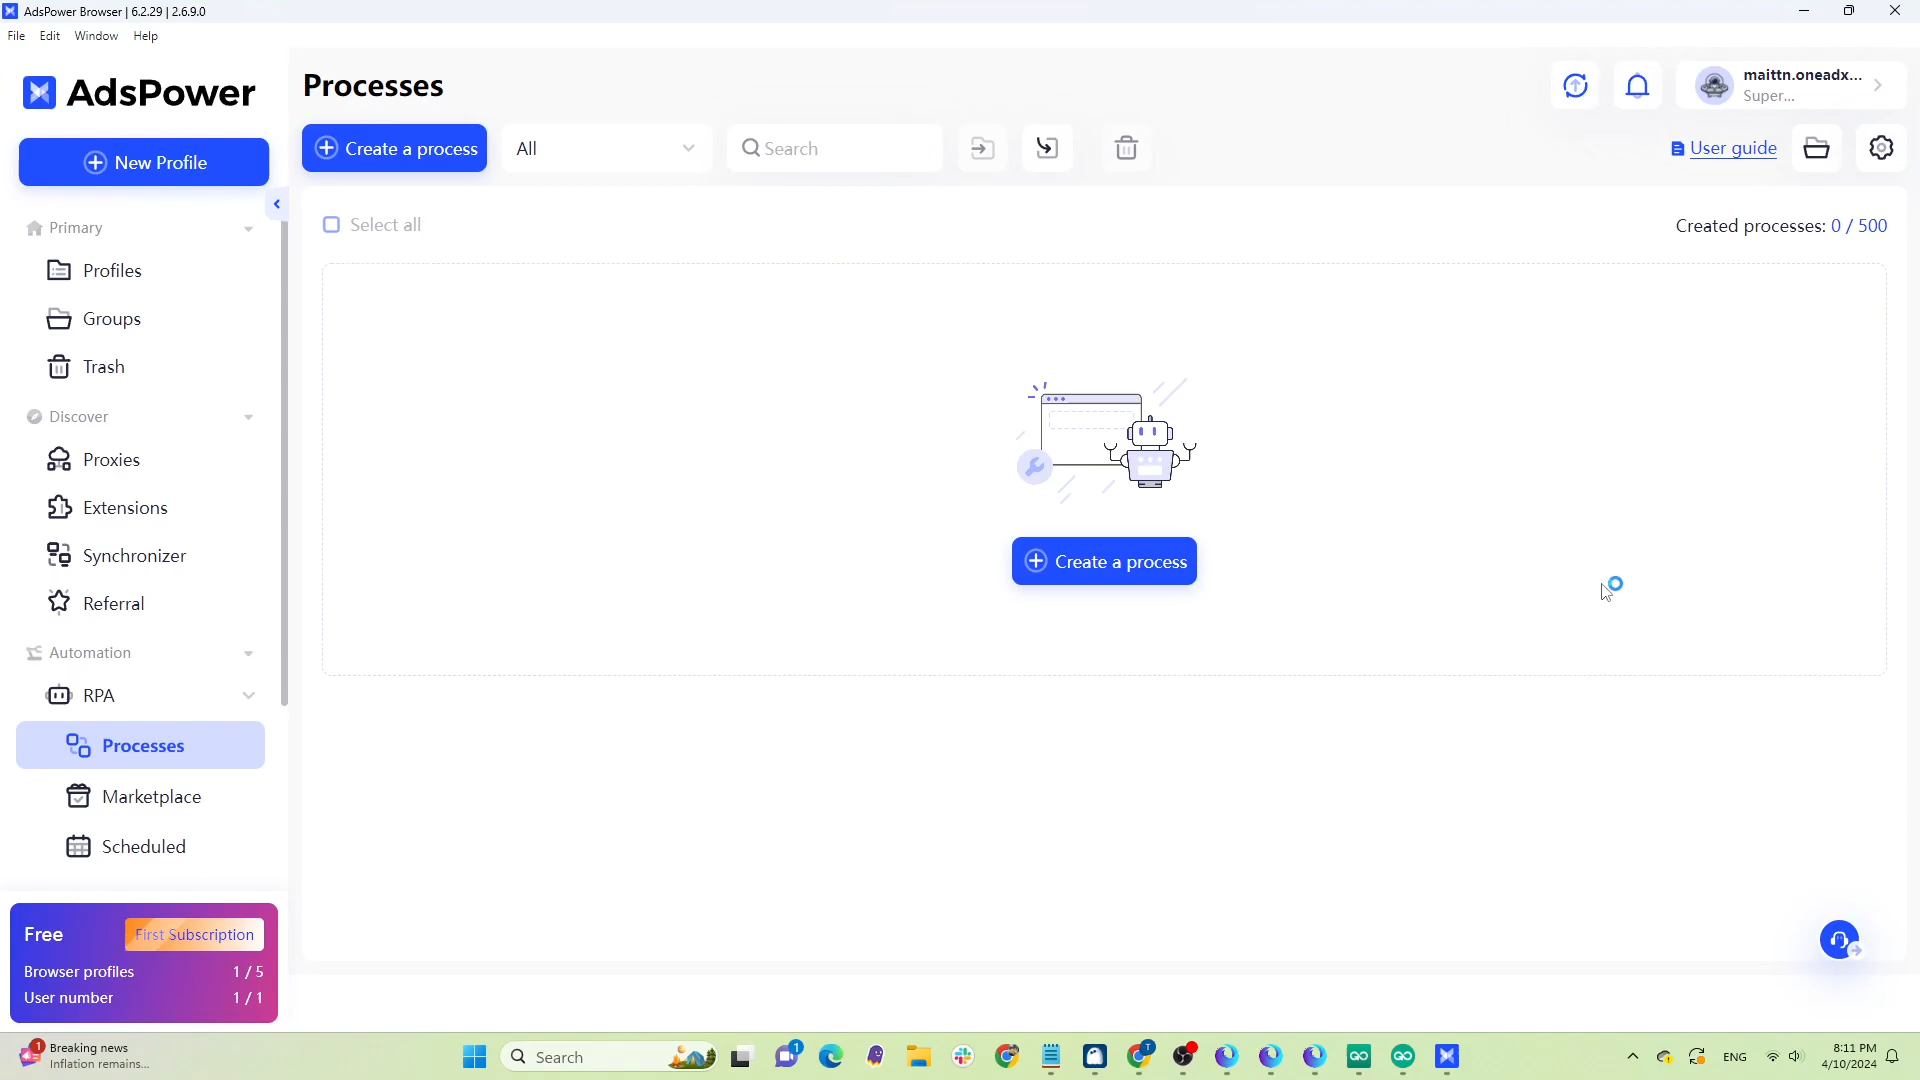 AdsPower Browser | 6.2.29 | 2.6.9.0
File Edit Window Help
AdsPower
New Profile
Primary
Profiles
Groups
Trash
Discover
Proxies
Extensions
Synchronizer
Referral
Automation
RPA
Processes
Marketplace
Scheduled
Free
First Subscription
Browser profiles 1 / 5
User number 1 / 1
Processes
maittn.oneadx...
Super...
Create a process
All
Search
User guide
Select all
Created processes: 0 / 500
Create a process
1
Breaking news
Inflation remains...
Search
1
T
ENG
8:11 PM
4/10/2024